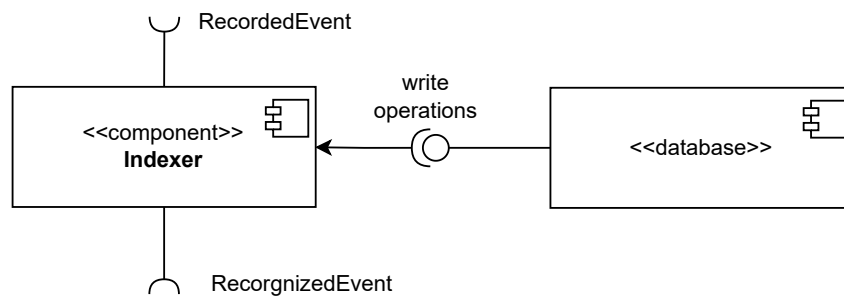 RecordedEvent
write
operations
<<component>>
Indexer
<<database>>
RecorgnizedEvent